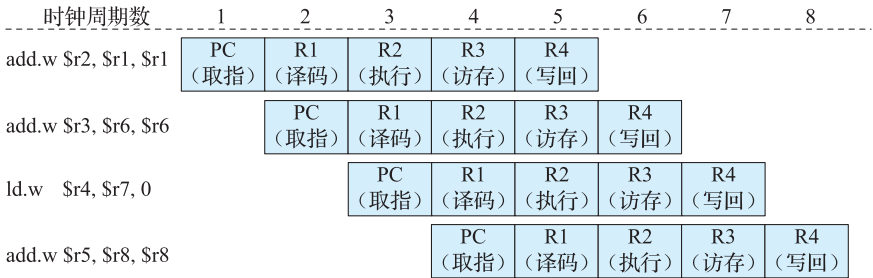 时钟周期数 1 2 3 4 5 6 7 8
add.w $r2, $r1, $r1 PC R1 R2 R3 R4
（取指） （译码） （执行） （访存） （写回）
add.w $r3, $r6, $r6 PC R1 R2 R3 R4
（取指） （译码） （执行） （访存） （写回）
ld.w $r4, $r7, 0 PC R1 R2 R3 R4
（取指） （译码） （执行） （访存） （写回）
add.w $r5, $r8, $r8 PC R1 R2 R3 R4
（取指） （译码） （执行） （访存） （写回）